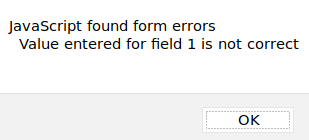 JavaScript found form errors
Value entered for field 1 is not correct
OK